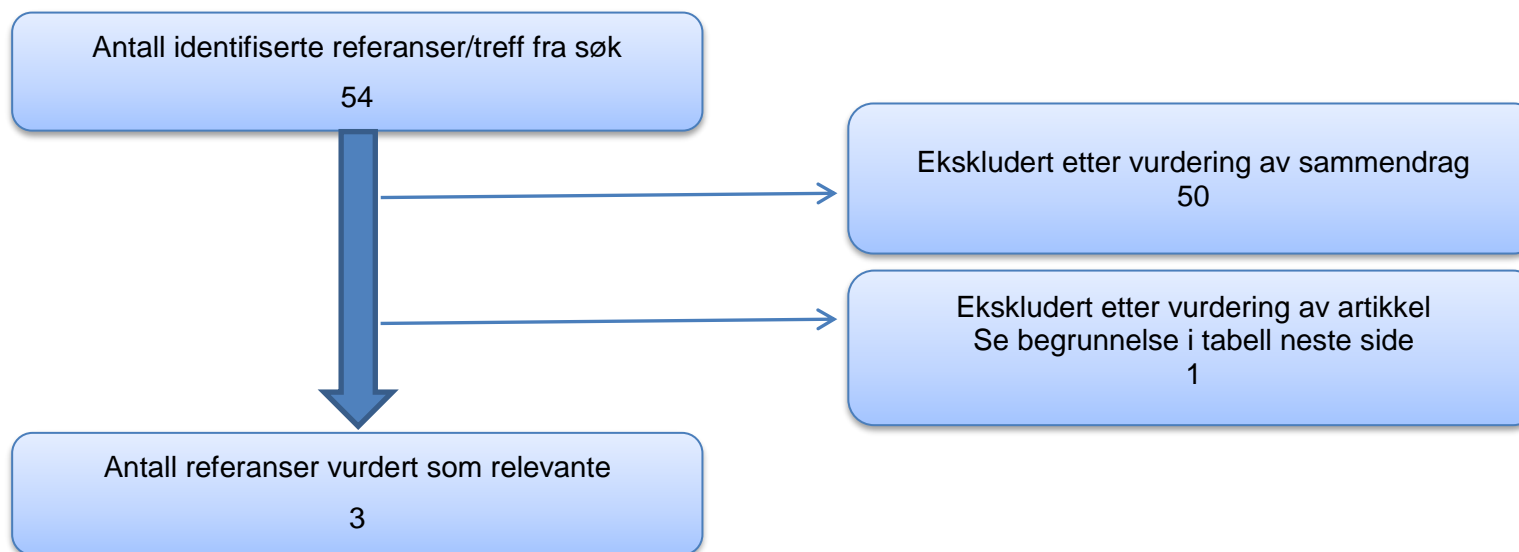 Antall identifiserte referanser/treff fra søk
54
Ekskludert etter vurdering av sammendrag
50
Ekskludert etter vurdering av artikkel
Se begrunnelse i tabell neste side
1
Antall referanser vurdert som relevante
3